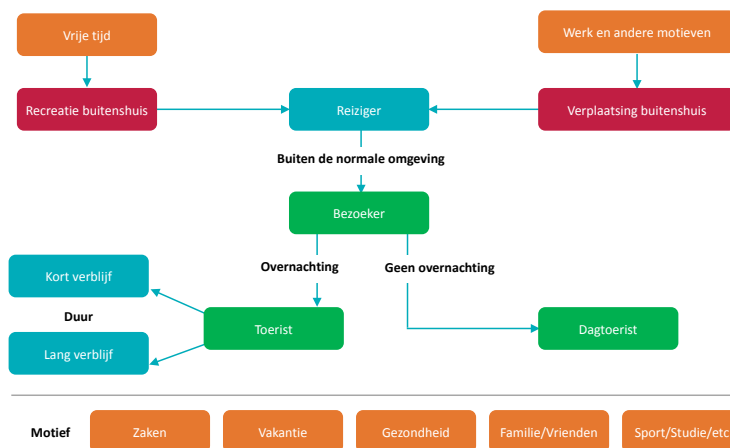 Vrije tijd
Werk en andere motieven
Recreatie buitenshuis
Reiziger
Verplaatsing buitenshuis
Buiten de normale omgeving
Bezoeker
Overnachting
Geen overnachting
Kort verblijf
Duur
Toerist
Dagtoerist
Lang verblijf
Motief
Zaken
Vakantie
Gezondheid
Familie/Vrienden
Sport/Studie/etc